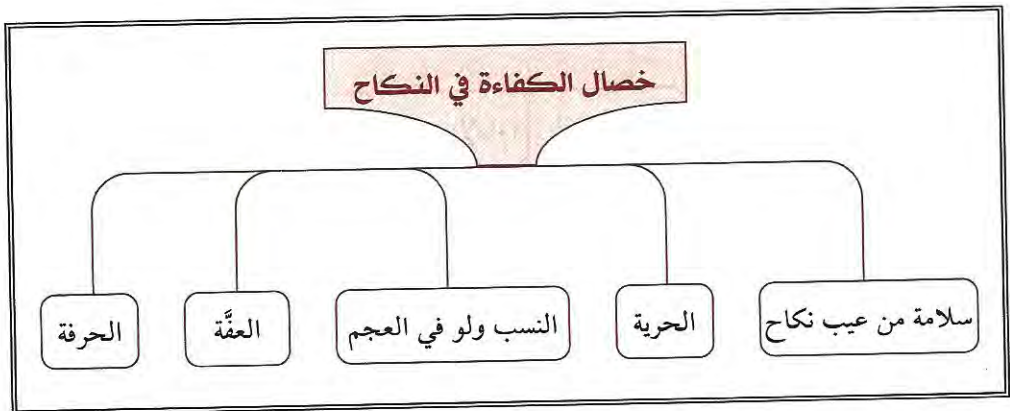 خصال الكفاءة في النكاح
سلامة من عيب نكاح
الحرية
النسب ولو في العجم
العفَّة
الحرفة